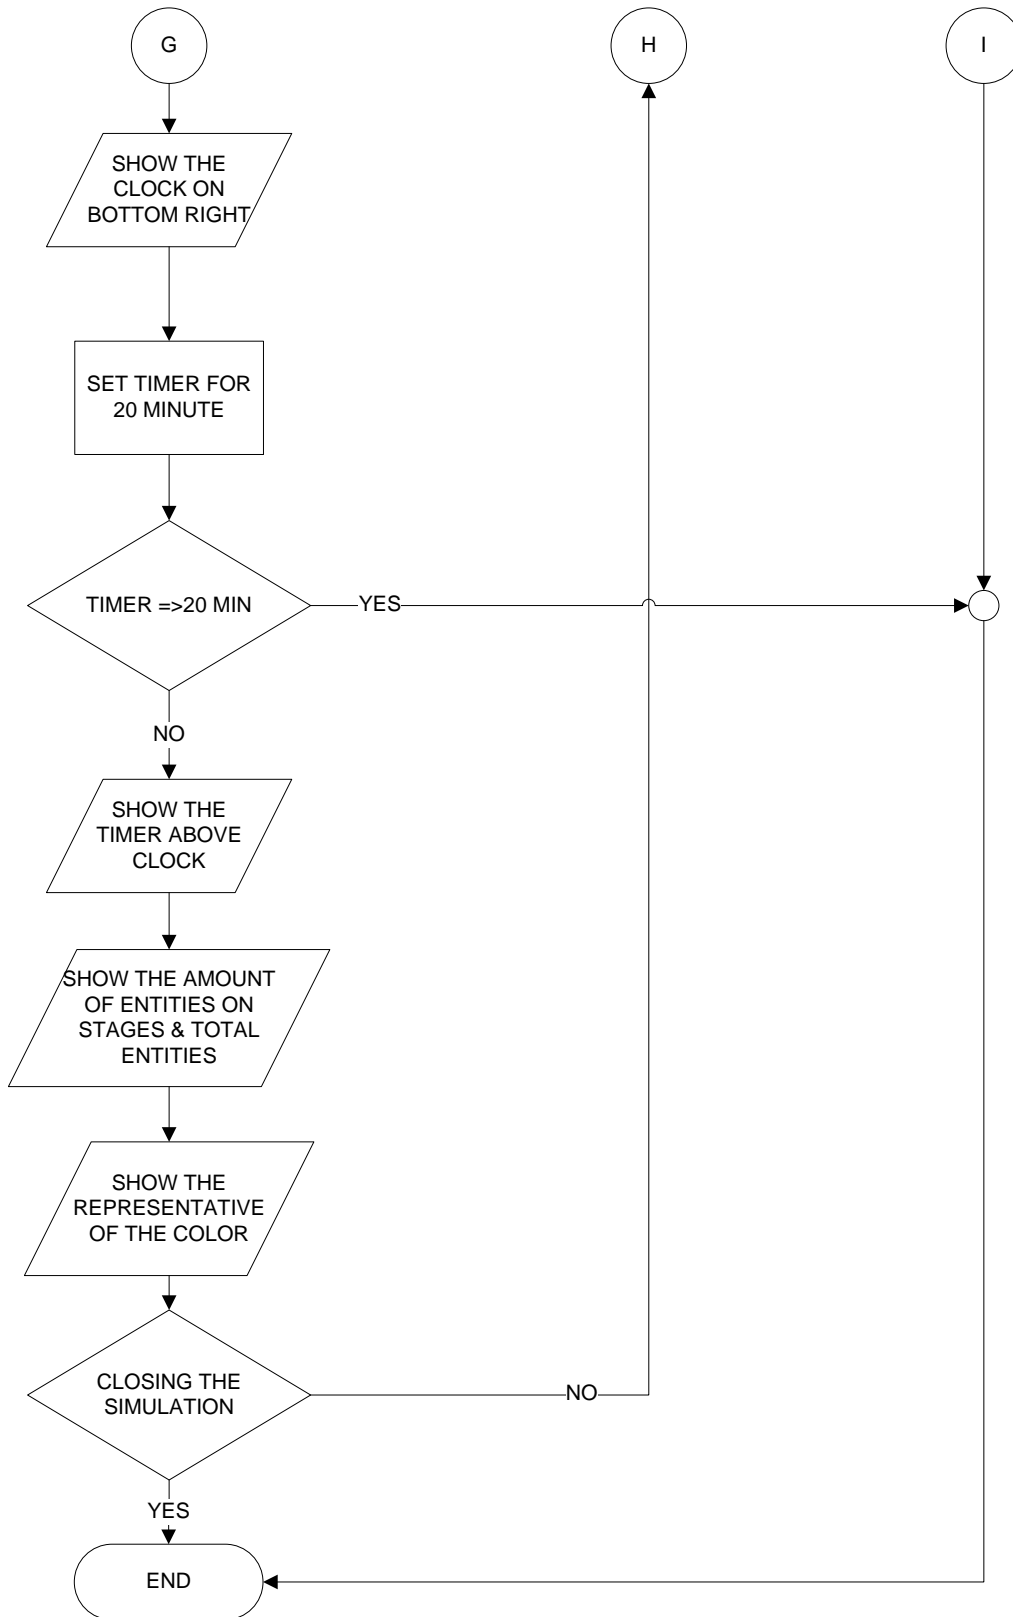 G
H
I
SHOW THE
CLOCK ON
BOTTOM RIGHT
SET TIMER FOR
20 MINUTE
TIMER =>20 MIN
YES
NO
SHOW THE
TIMER ABOVE
CLOCK
SHOW THE AMOUNT
OF ENTITIES ON
STAGES & TOTAL
ENTITIES
SHOW THE
REPRESENTATIVE
OF THE COLOR
CLOSING THE
SIMULATION
NO
YES
END